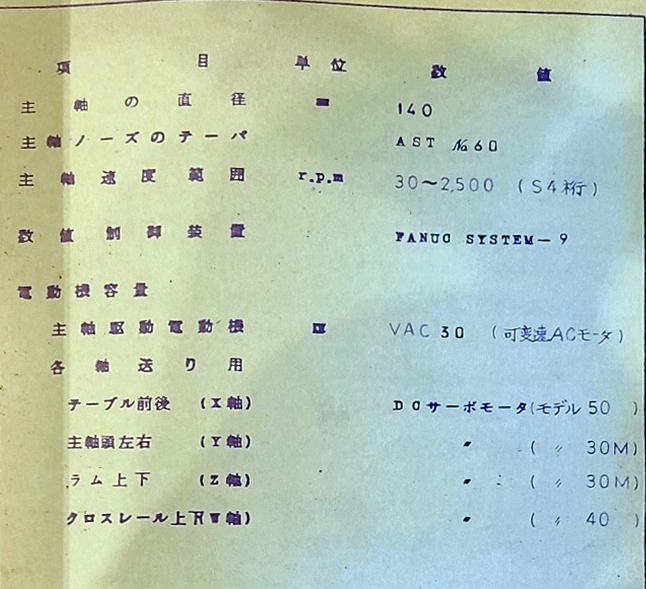 項目 単位 数値
主軸の直径 ㎜ 140
主軸ノーズのテーパ AST №60
主軸速度範囲 r.p.m 30～2,500 (S4桁)
数値制御装置 FANUC SYSTEM－9
電動機容量
主軸駆動電動機 VAC 30 (可変速ACモータ)
各軸送り用
テーブル前後 (X軸) DCサーボモータ(モデル 50 )
主軸頭左右 (Y軸) 〃 ( 〃 30M)
ラム上下 (Z軸) 〃 ( 〃 30M)
クロスレール上下(W軸) 〃 ( 〃 40 )